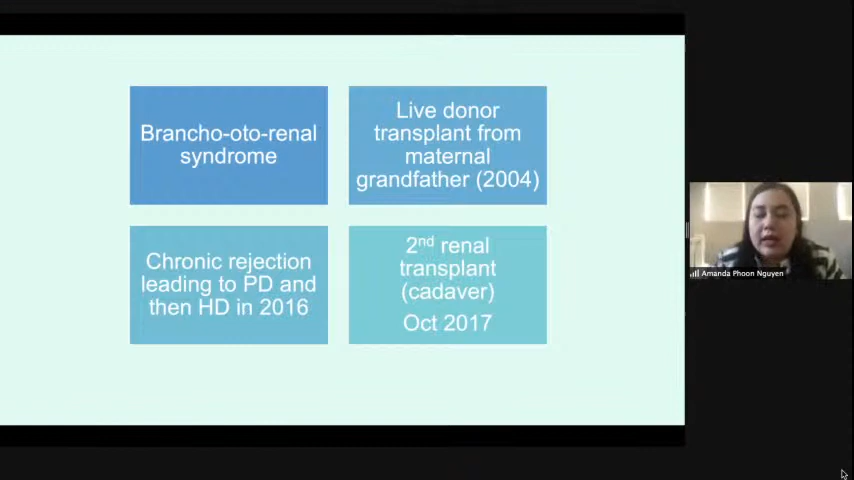 Brancho-oto-renal
syndrome
Live donor
transplant from
maternal
grandfather (2004)
Chronic rejection
leading to PD and
then HD in 2016
2nd renal
transplant
(cadaver)
Oct 2017
Amanda Phoon Nguyen